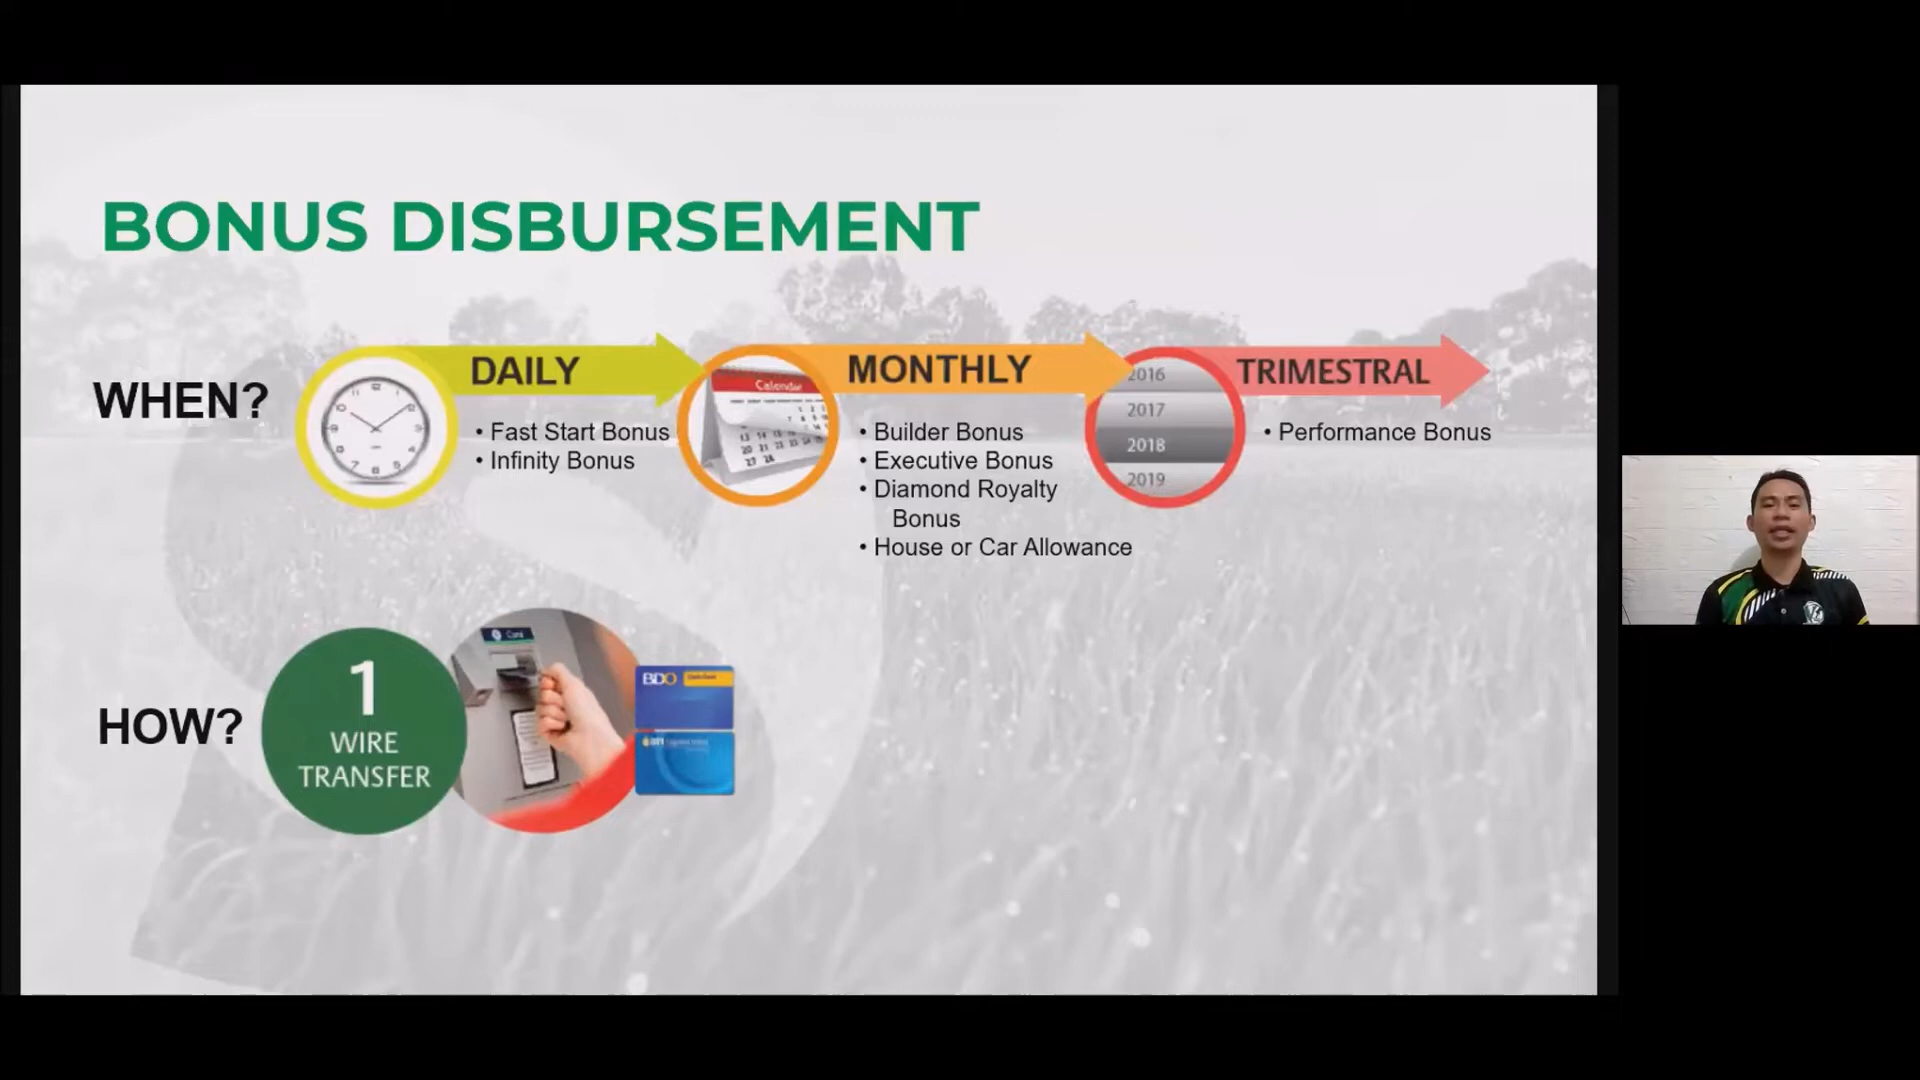 BONUS DISBURSEMENT
WHEN?
DAILY
• Fast Start Bonus
• Infinity Bonus
Calendar
MONTHLY
• Builder Bonus
• Executive Bonus
• Diamond Royalty
Bonus
• House or Car Allowance
2016
2017
2018
2019
TRIMESTRAL
• Performance Bonus
HOW?
1
WIRE
TRANSFER
BDO